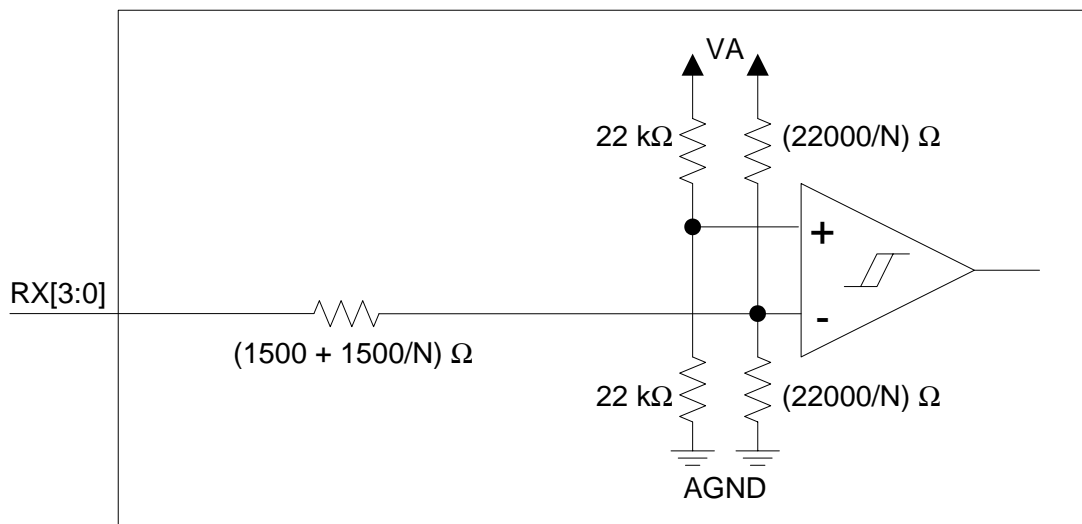 VA
22 kΩ
(22000/N) Ω
+
RX[3:0]
-
(1500 + 1500/N) Ω
22 kΩ
(22000/N) Ω
AGND